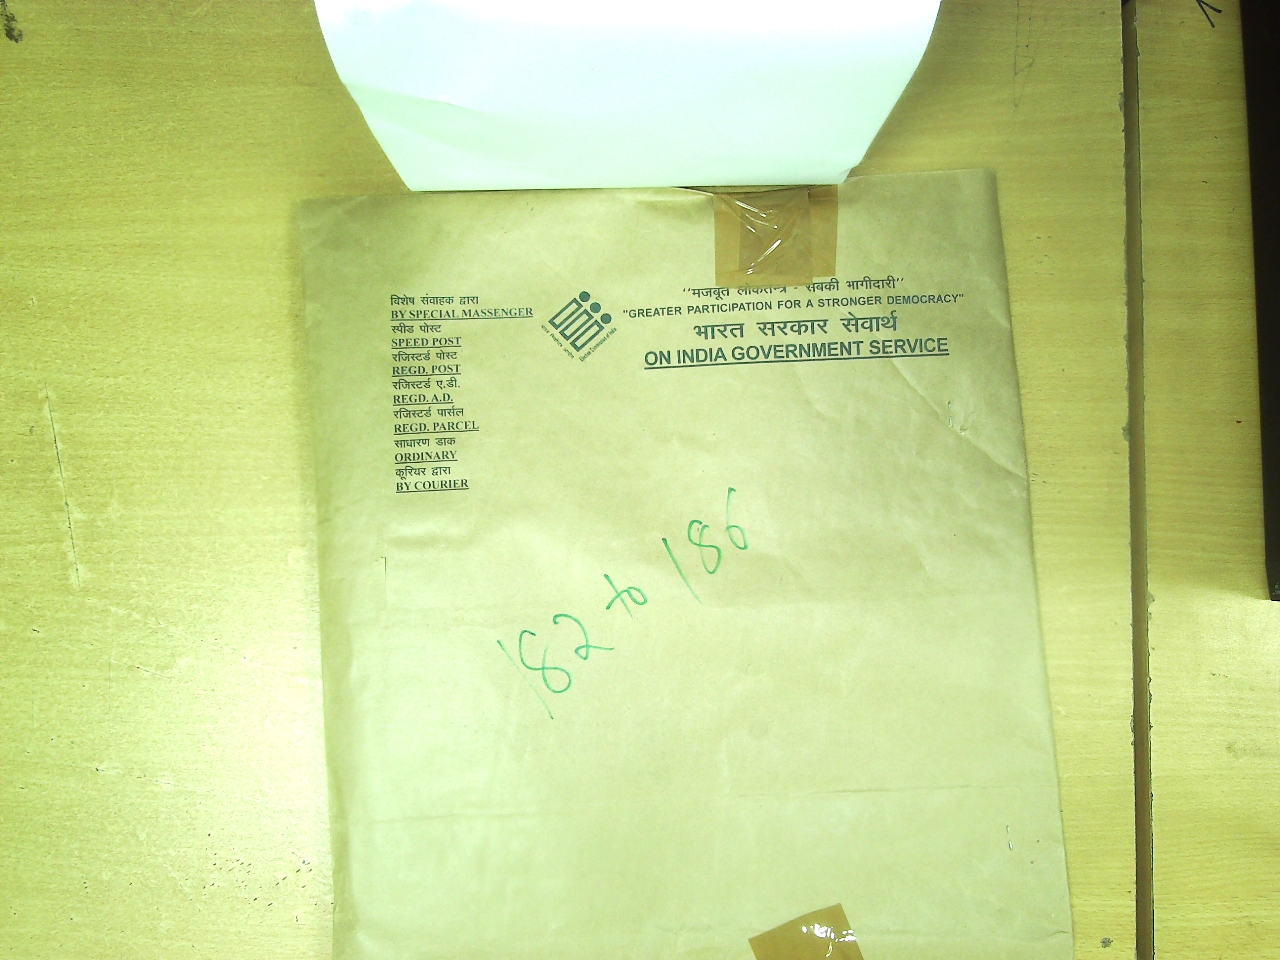 विशेष संवाहक द्वारा
BY SPECIAL MASSENGER
स्पीड पोस्ट
SPEED POST
रजिस्टर्ड पोस्ट
REGD. POST
रजिस्टर्ड ए.डी.
REGD. A.D.
रजिस्टर्ड पार्सल
REGD. PARCEL
साधारण डाक
ORDINARY
कूरियर द्वारा
BY COURIER
भारत निर्वाचन आयोग
Election Commission of India
''मजबूत लोकतन्त्र - सबकी भागीदारी''
"GREATER PARTICIPATION FOR A STRONGER DEMOCRACY"
भारत सरकार सेवार्थ
ON INDIA GOVERNMENT SERVICE
182 to 186